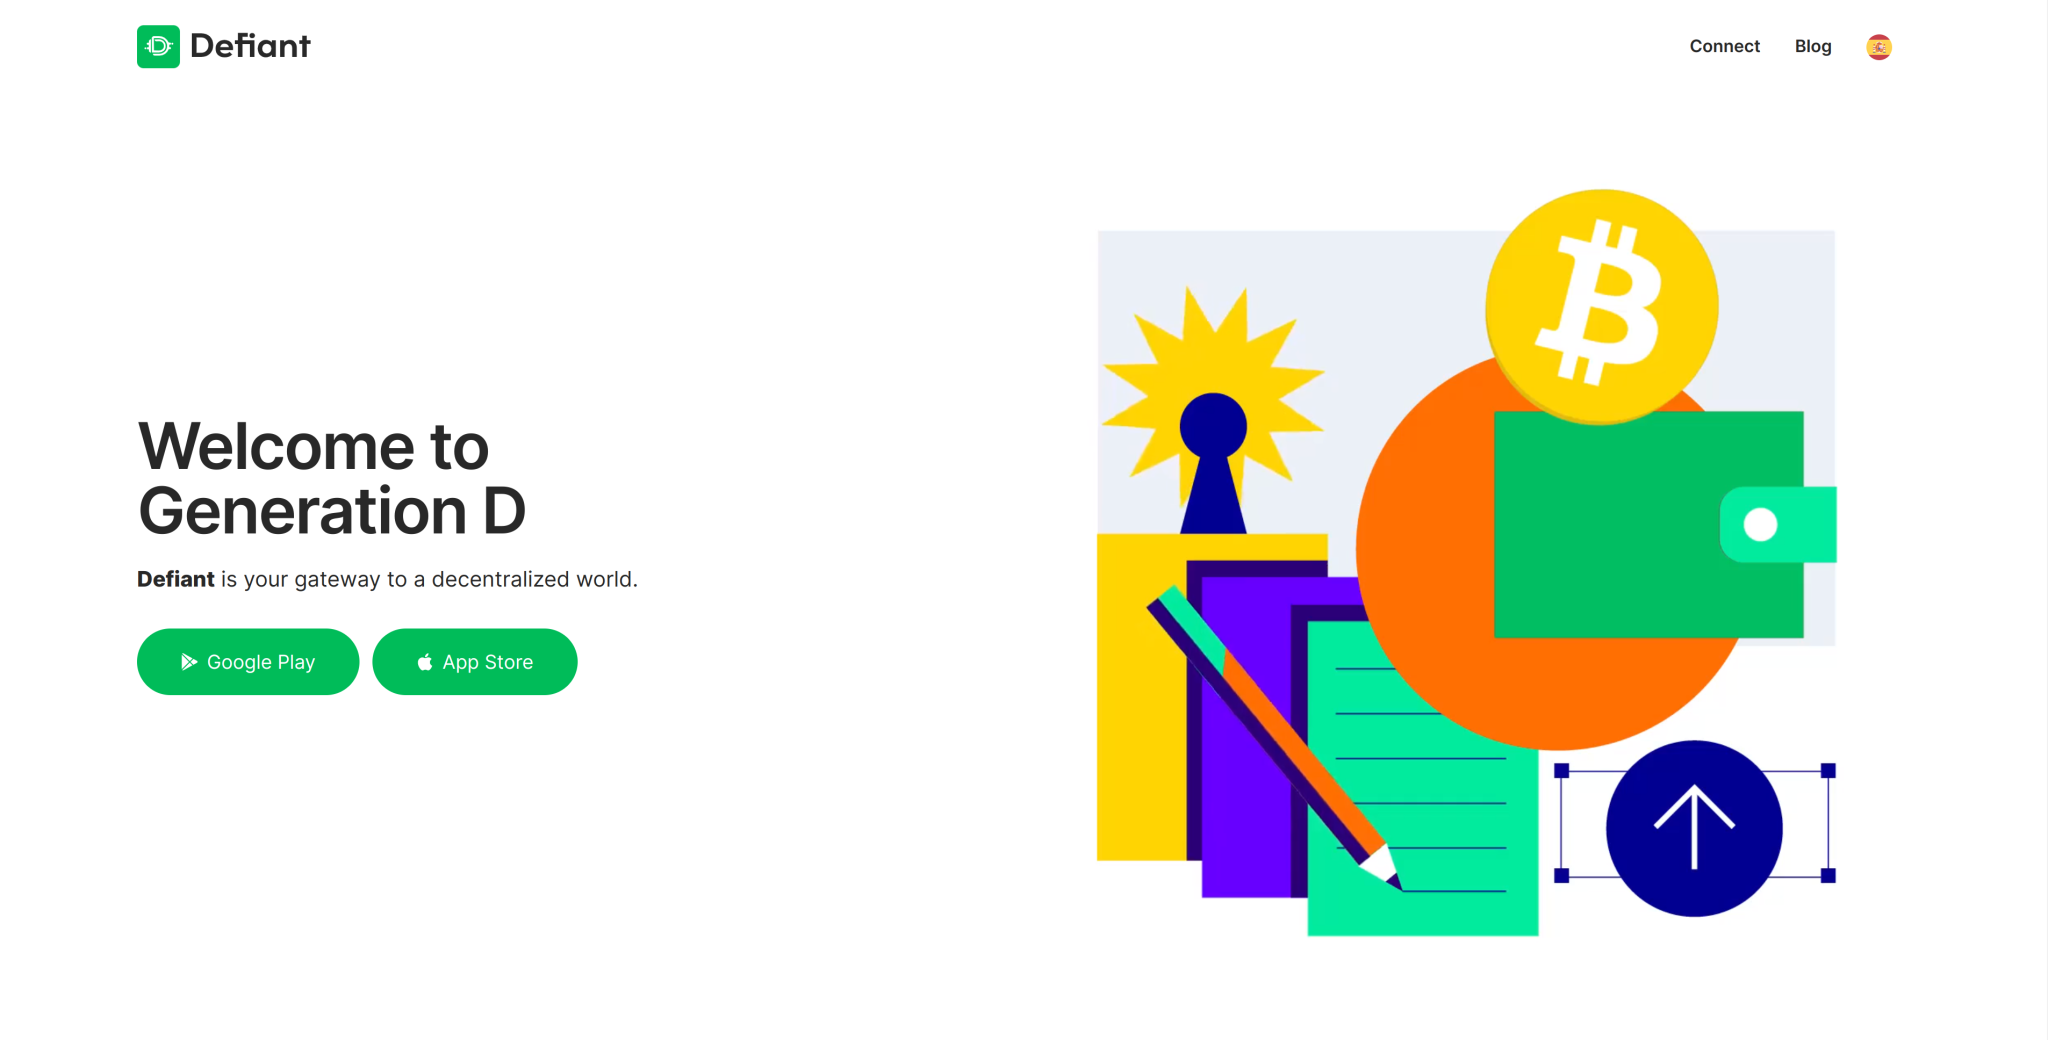 Defiant
Connect
Blog
Welcome to
Generation D
Defiant is your gateway to a decentralized world.
Google Play
App Store